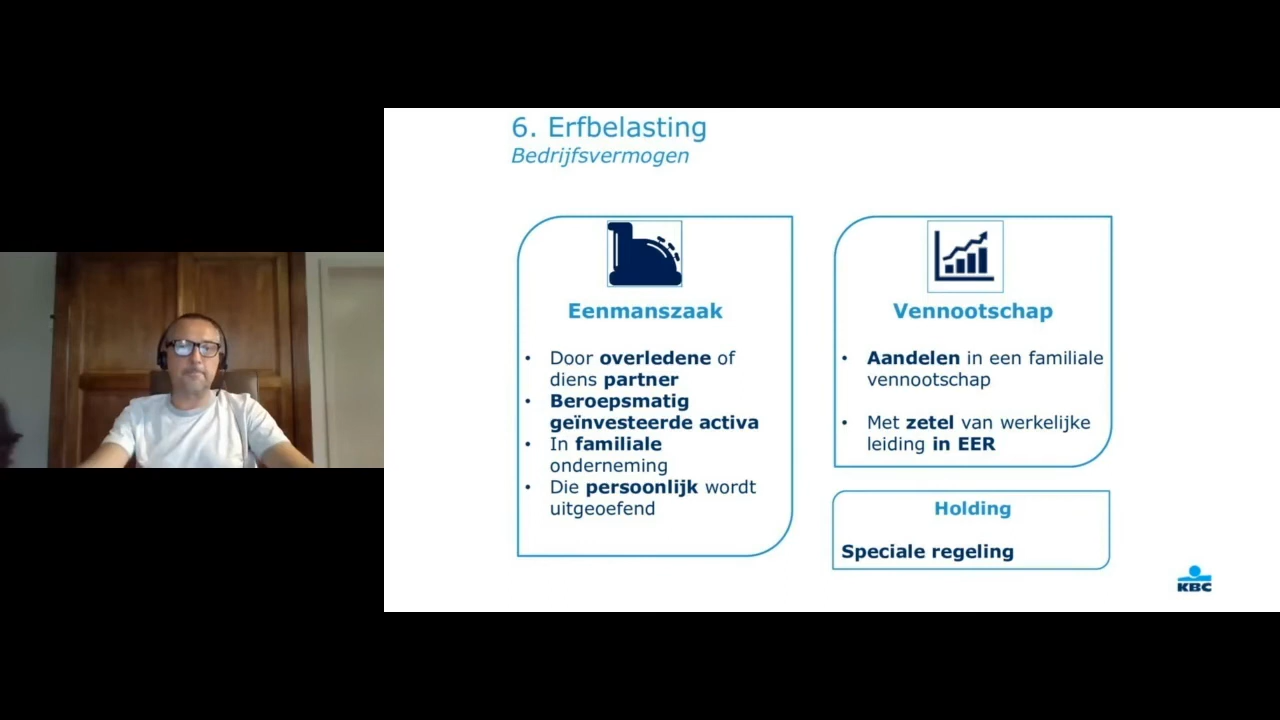 6. Erfbelasting
Bedrijfsvermogen
Eenmanszaak
• Door overledene of
diens partner
• Beroepsmatig
geïnvesteerde activa
• In familiale
onderneming
• Die persoonlijk wordt
uitgeoefend
Vennootschap
• Aandelen in een familiale
vennootschap
• Met zetel van werkelijke
leiding in EER
Holding
Speciale regeling
KBC